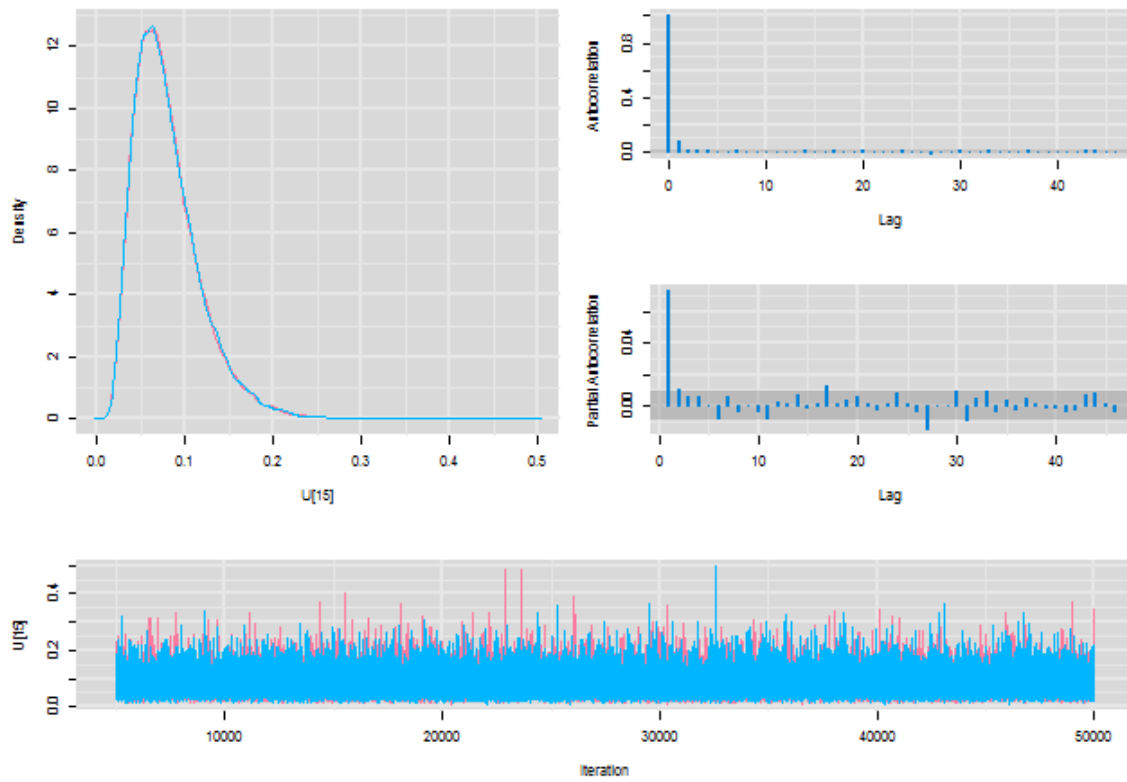 Density
12
10
8
6
4
2
0
0.0 0.1 0.2 0.3 0.4 0.5
U[15]
Autocorrelation
0.8
0.4
0.0
0 10 20 30 40
Lag
Partial Autocorrelation
0.04
0.00
0 10 20 30 40
Lag
U[15]
0.4
0.2
0.0
10000 20000 30000 40000 50000
Iteration